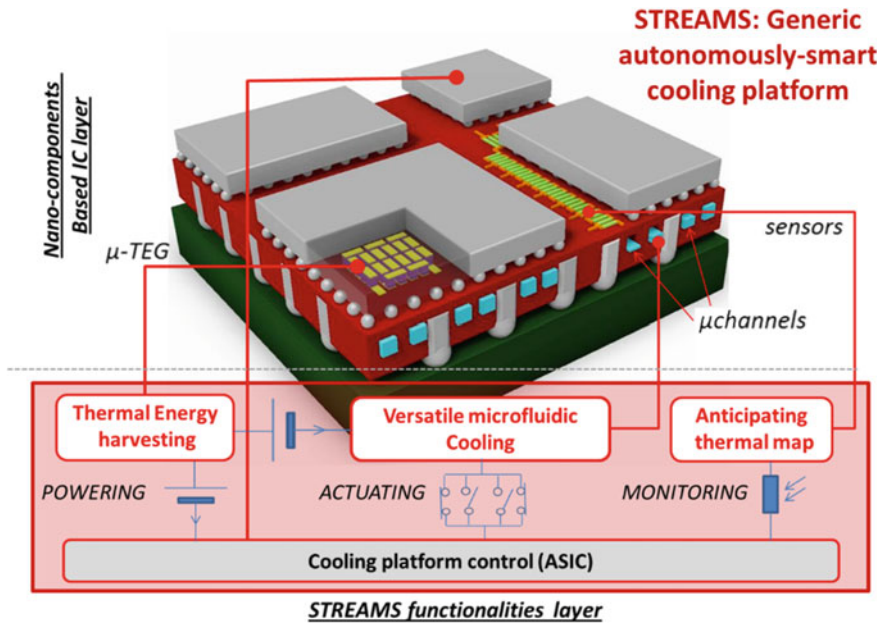 STREAMS: Generic
autonomously-smart
cooling platform
Nano-components
Based IC layer
μ-TEG
sensors
μchannels
Thermal Energy
harvesting
Versatile microfluidic
Cooling
Anticipating
thermal map
POWERING
ACTUATING
MONITORING
Cooling platform control (ASIC)
STREAMS functionalities layer